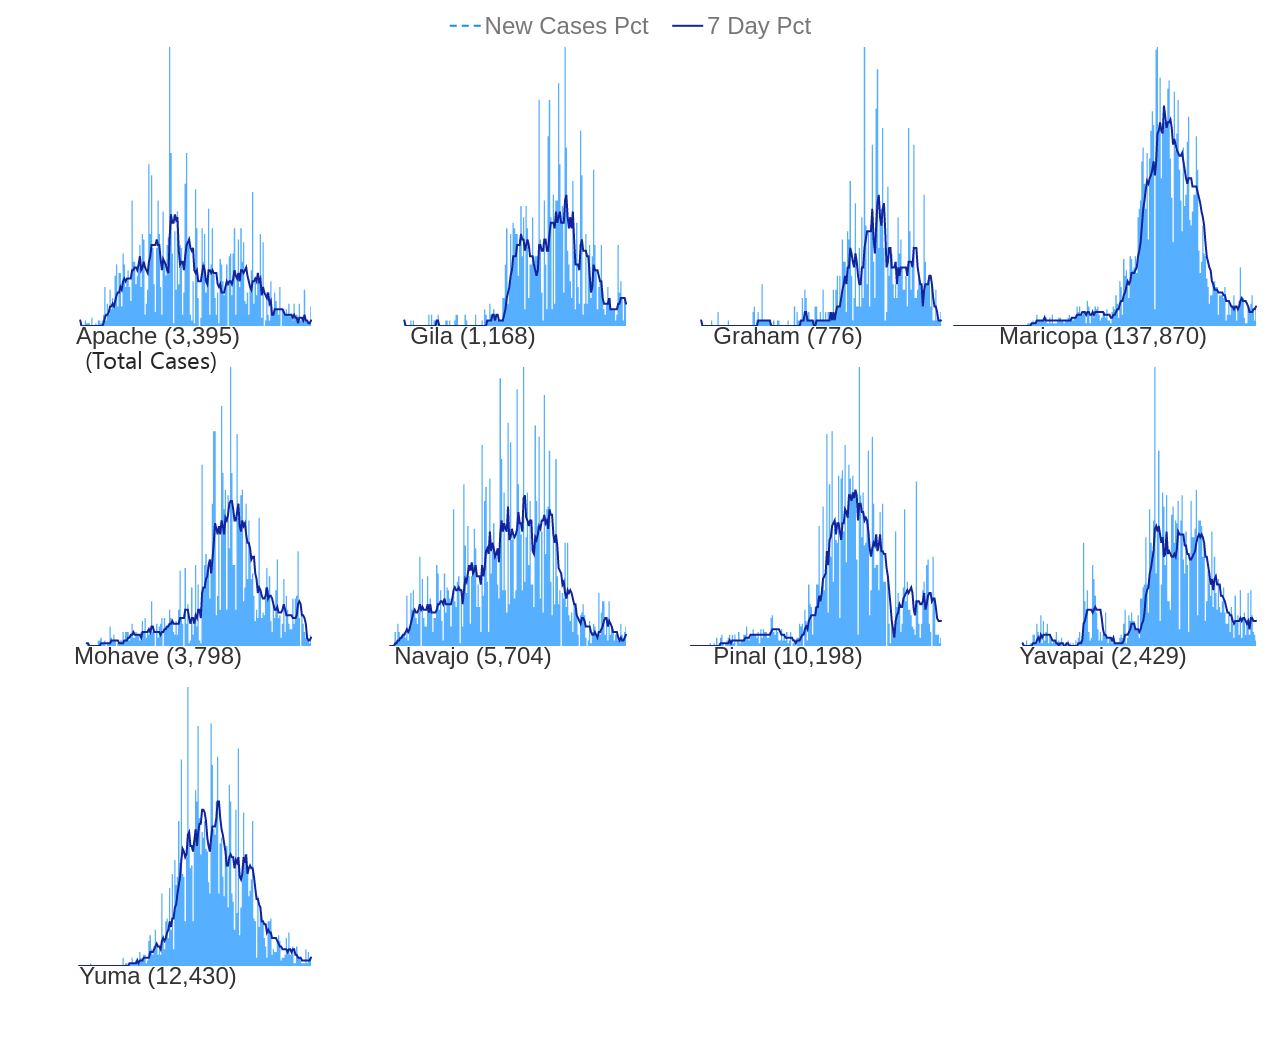 New Cases Pct 7 Day Pct
Apache (3,395) Gila (1,168) Graham (776) Maricopa (137,870)
(Total Cases)
Mohave (3,798) Navajo (5,704) Pinal (10,198) Yavapai (2,429)
Yuma (12,430)